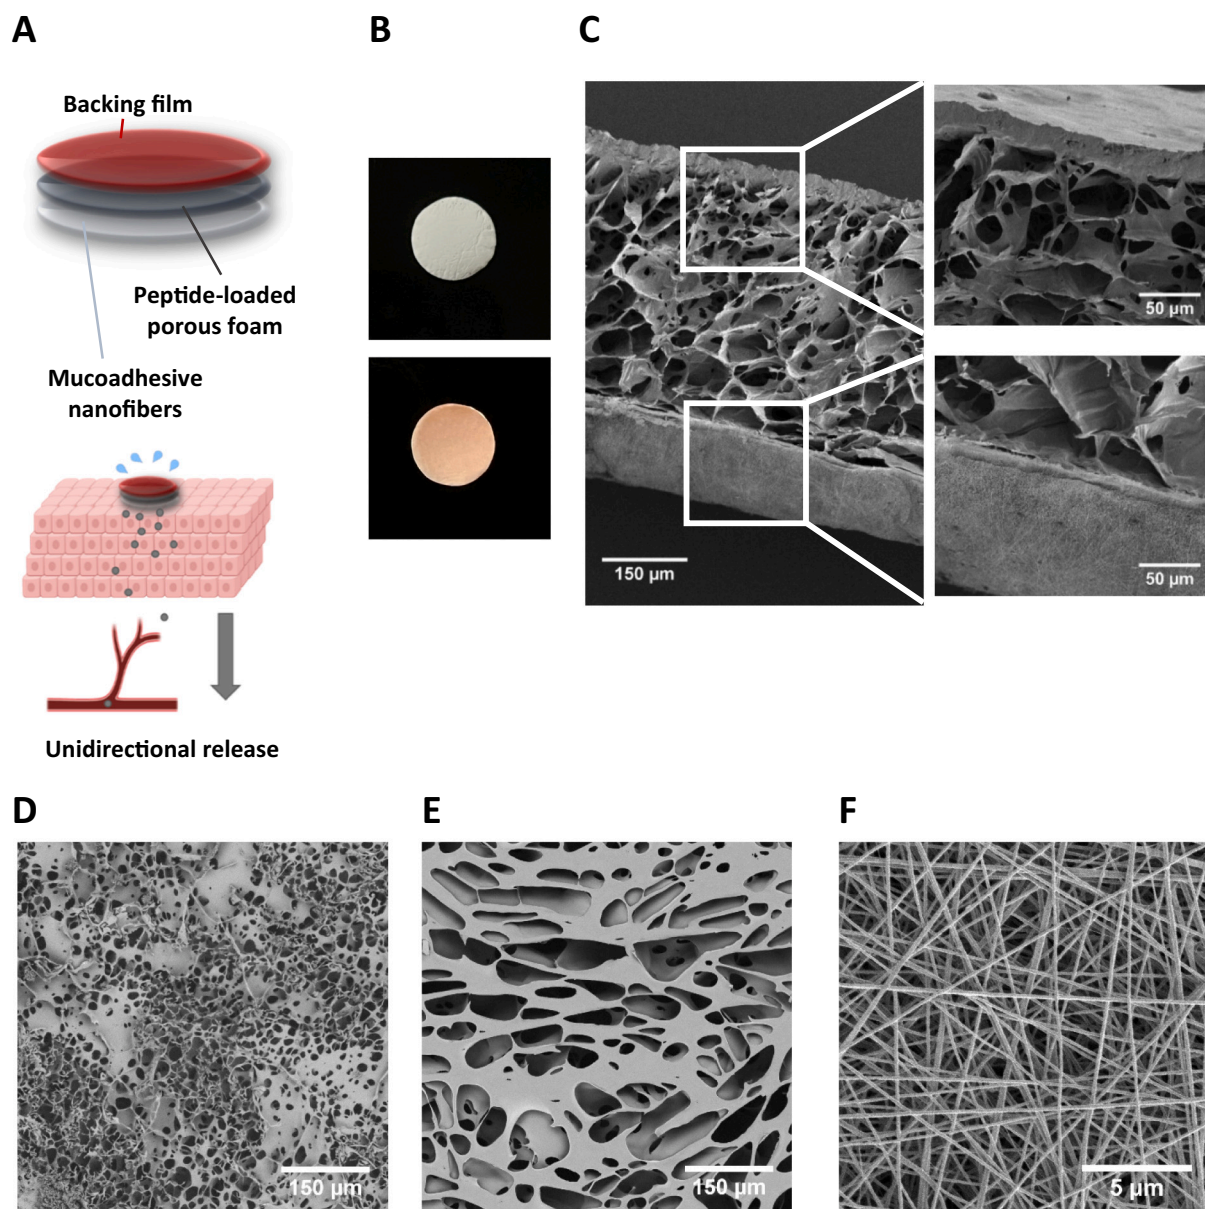 A
B
C
Backing film
Peptide-loaded
porous foam
Mucoadhesive
nanofibers
Unidirectional release
150 µm
50 µm
50 µm
D
E
F
150 µm
150 µm
5 µm